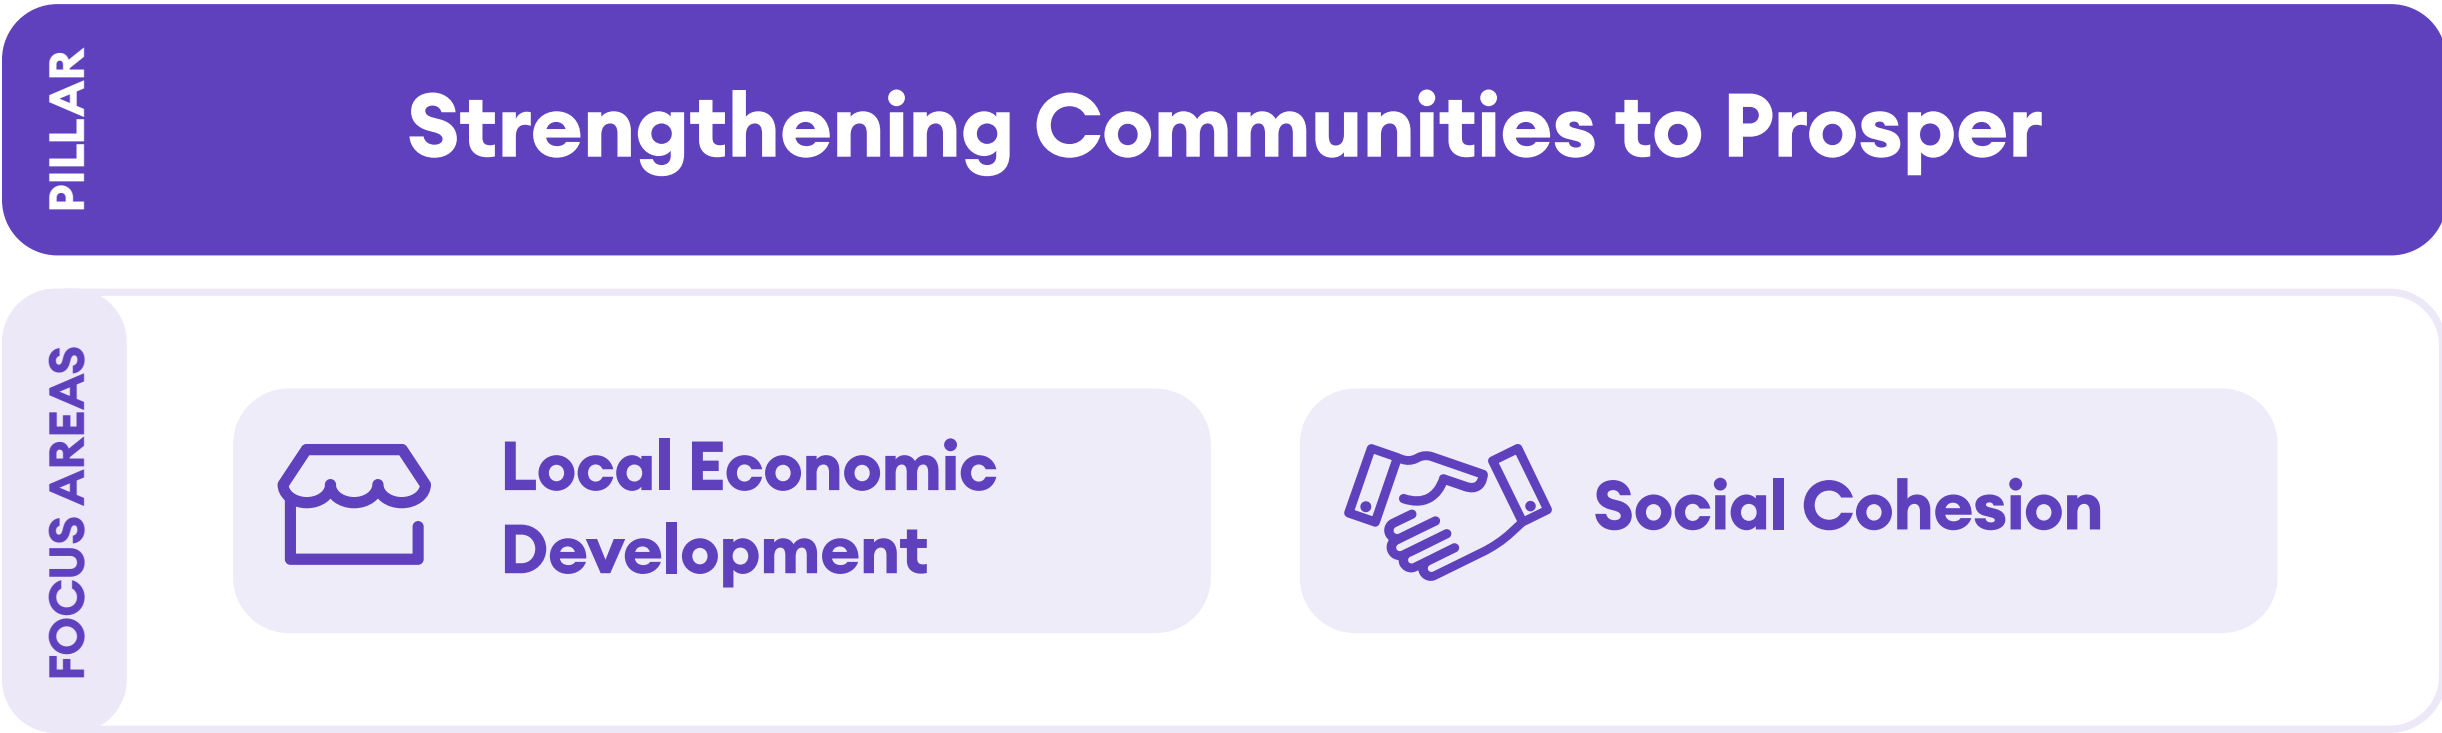 PILLAR
Strengthening Communities to Prosper
FOCUS AREAS
Local Economic
Development
Social Cohesion